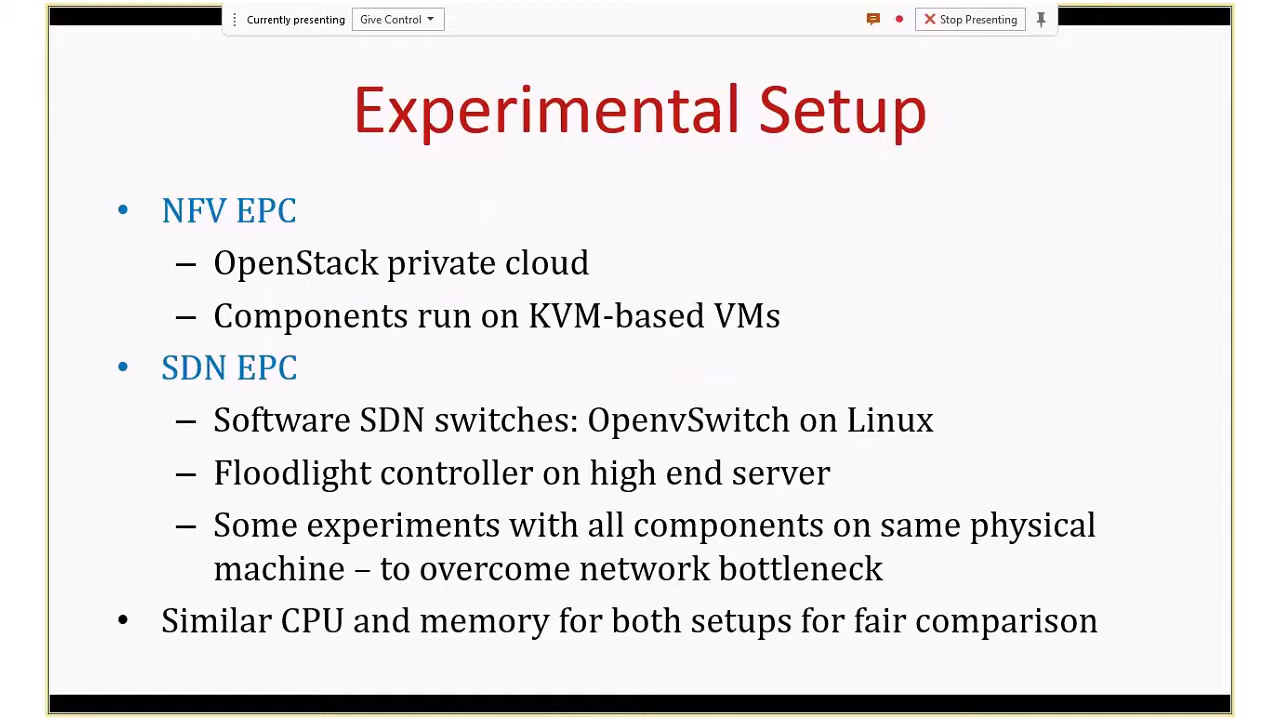 Currently presenting Give Control Stop Presenting
Experimental Setup
• NFV EPC
– OpenStack private cloud
– Components run on KVM-based VMs
• SDN EPC
– Software SDN switches: OpenvSwitch on Linux
– Floodlight controller on high end server
– Some experiments with all components on same physical
machine – to overcome network bottleneck
• Similar CPU and memory for both setups for fair comparison